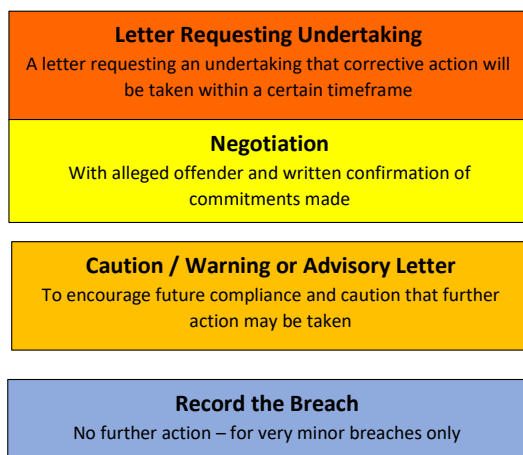 Letter Requesting Undertaking
A letter requesting an undertaking that corrective action will
be taken within a certain timeframe
Negotiation
With alleged offender and written confirmation of
commitments made
Caution / Warning or Advisory Letter
To encourage future compliance and caution that further
action may be taken
Record the Breach
No further action – for very minor breaches only